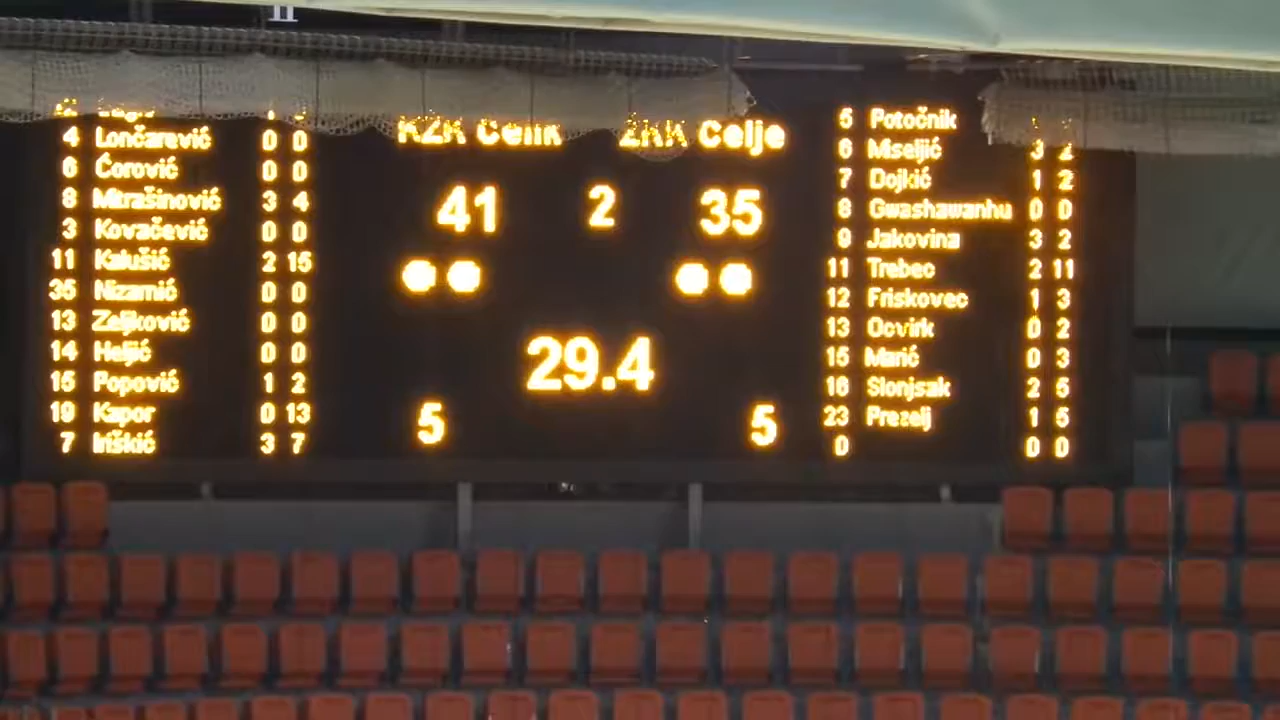 4 Lončarević 0 0
6 Ćorović 0 0
8 Mitrašinović 3 4
3 Kovačević 0 0
11 Kalušić 2 15
35 Nizamić 0 0
13 Zeljković 0 0
14 Heljić 0 0
15 Popović 1 2
19 Kapor 0 13
7 Iriškić 3 7
KŽK Čelik ŽKK Celje
41 2 35
29.4
5 5
5 Potočnik
6 Miseljić 3 2
7 Dojkić 1 2
8 Gwashawanhu 0 0
9 Jakovina 3 2
11 Trebec 2 11
12 Friskovec 1 3
13 Ocvirk 0 2
15 Marić 0 3
16 Slonjsak 2 5
23 Prezelj 1 5
0 0 0